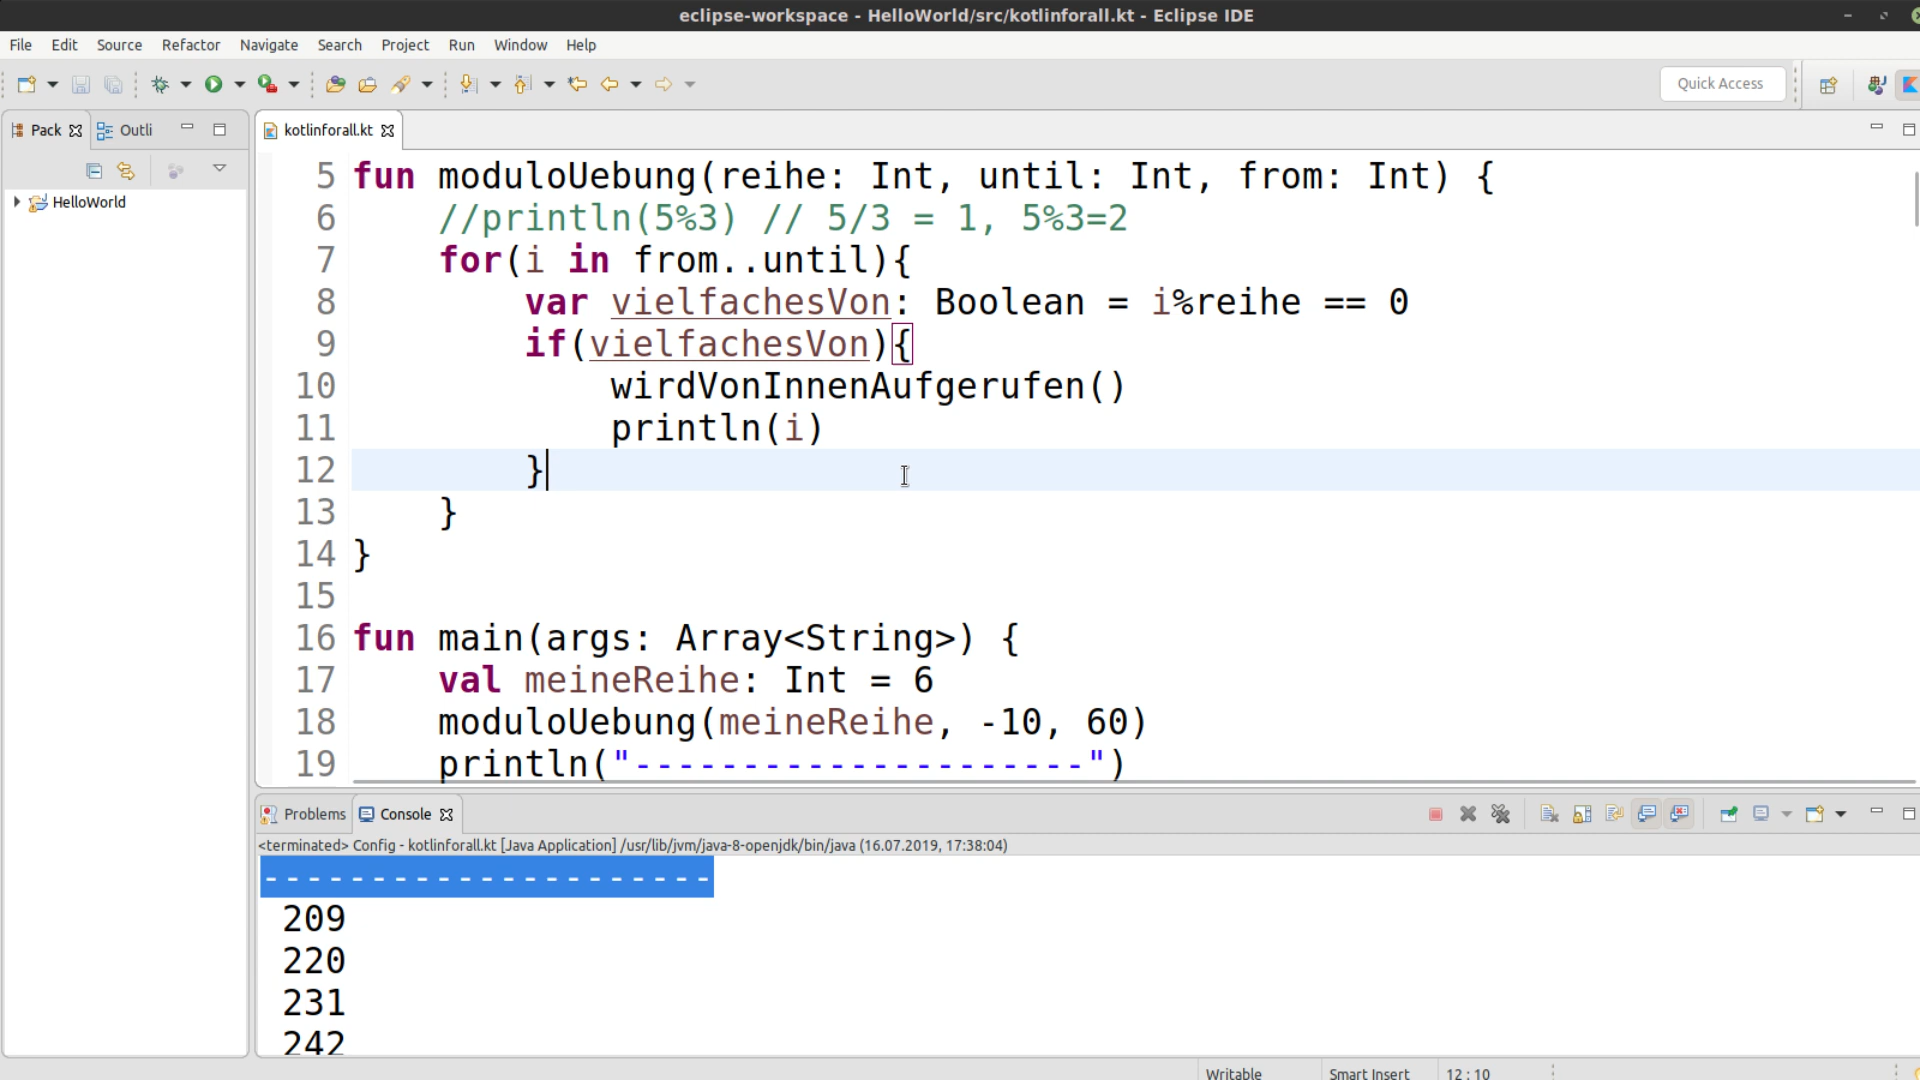 eclipse-workspace - HelloWorld/src/kotlinforall.kt - Eclipse IDE
File Edit Source Refactor Navigate Search Project Run Window Help
Quick Access
Pack Outli
kotlinforall.kt
HelloWorld
5 fun moduloUebung(reihe: Int, until: Int, from: Int) {
6 //println(5%3) // 5/3 = 1, 5%3=2
7 for(i in from..until){
8 var vielfachesVon: Boolean = i%reihe == 0
9 if(vielfachesVon){
10 wirdVonInnenAufgerufen()
11 println(i)
12 }
13 }
14 }
15
16 fun main(args: Array<String>) {
17 val meineReihe: Int = 6
18 moduloUebung(meineReihe, -10, 60)
19 println("---------------------")
Problems Console
<terminated> Config - kotlinforall.kt [Java Application] /usr/lib/jvm/java-8-openjdk/bin/java (16.07.2019, 17:38:04)
---------------------
209
220
231
242
Writable Smart Insert 12 : 10